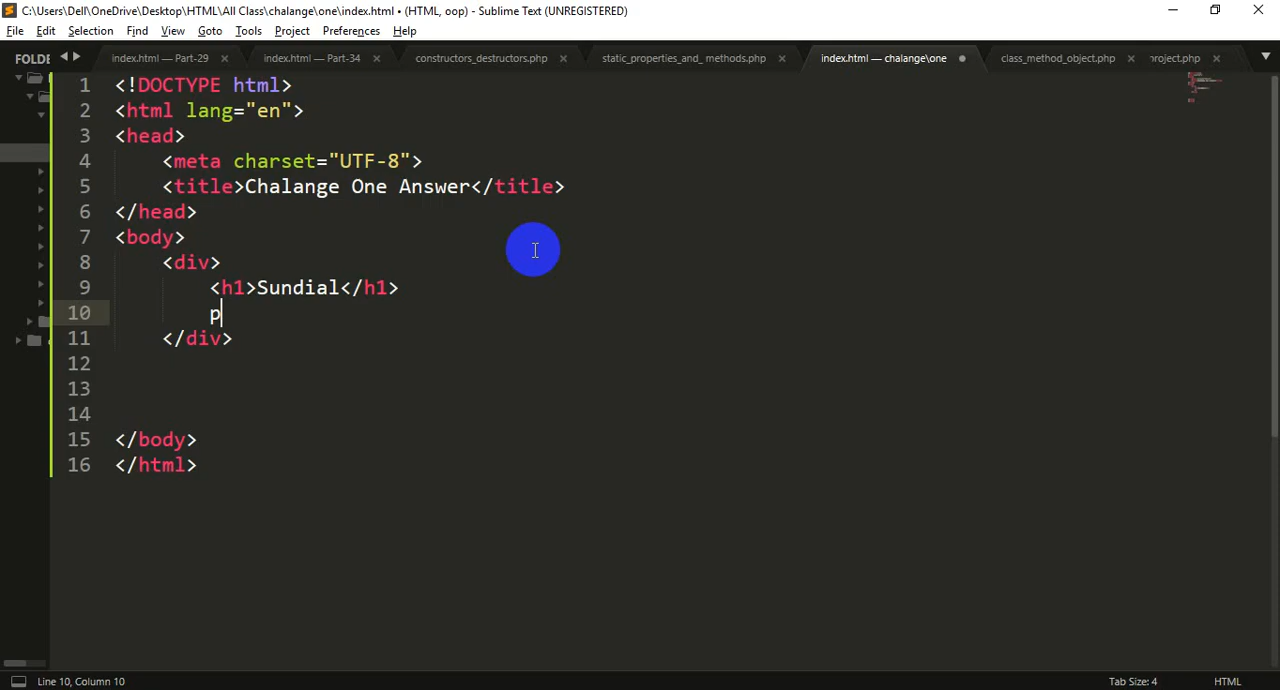 C:\Users\Dell\OneDrive\Desktop\HTML\All Class\chalange\one\index.html • (HTML, oop) - Sublime Text (UNREGISTERED)
File Edit Selection Find View Goto Tools Project Preferences Help
FOLDE index.html — Part-29 index.html — Part-34 constructors_destructors.php static_properties_and_ methods.php index.html — chalange\one class_method_object.php roject.php
1 <!DOCTYPE html>
2 <html lang="en">
3 <head>
4 <meta charset="UTF-8">
5 <title>Chalange One Answer</title>
6 </head>
7 <body>
8 <div>
9 <h1>Sundial</h1>
10 p
11 </div>
12
13
14
15 </body>
16 </html>
Line 10, Column 10 Tab Size: 4 HTML